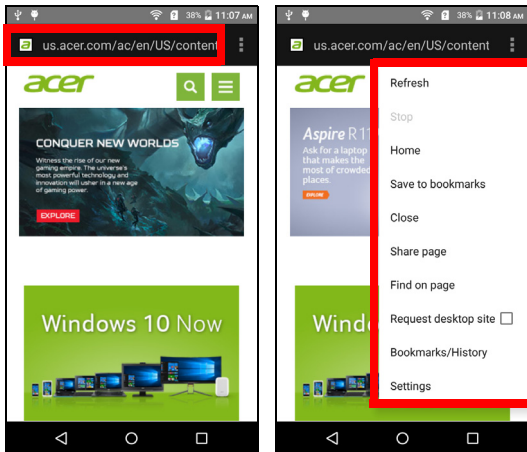 38% 11:07 AM
us.acer.com/ac/en/US/content
acer
CONQUER NEW WORLDS
Witness the rise of our new
gaming empire. The universe's
most powerful technology and
innovation will usher in a new age
of gaming power.
EXPLORE
Windows 10 Now
38% 11:08 AM
us.acer.com/ac/en/US/content
acer
Aspire R 11
Ask for a laptop
that makes the
most of crowded
places.
EXPLORE
Wind
Refresh
Stop
Home
Save to bookmarks
Close
Share page
Find on page
Request desktop site
Bookmarks/History
Settings